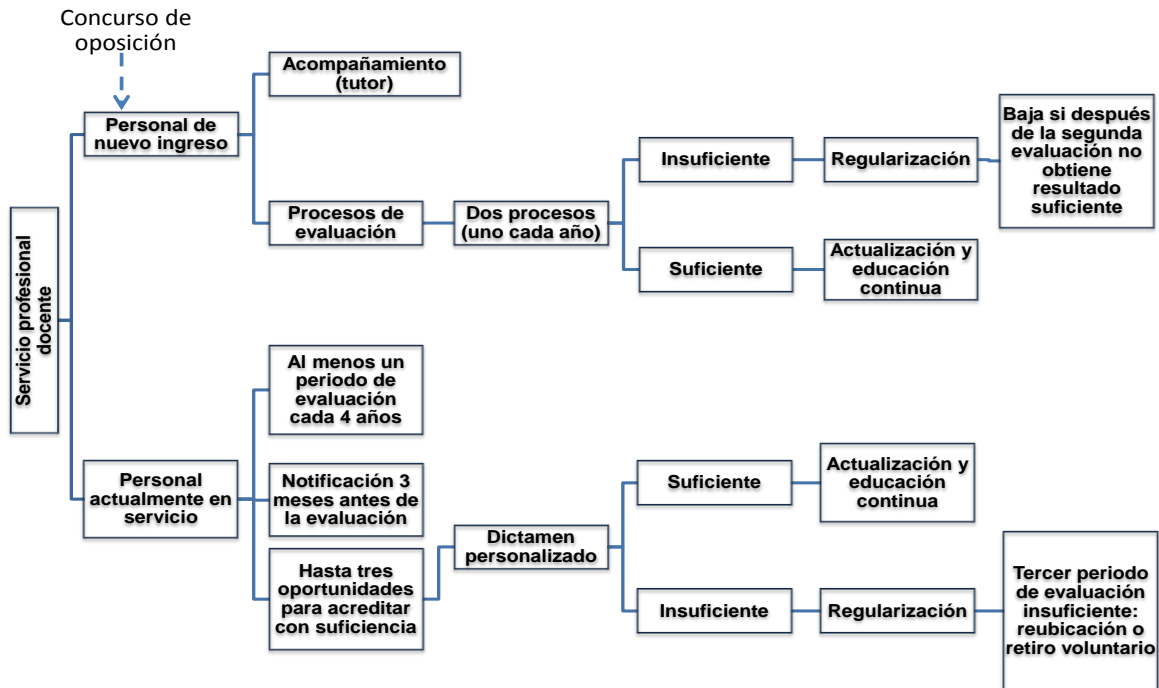 Concurso de
oposición
Servicio profesional
docente
Personal de
nuevo ingreso
Acompañamiento
(tutor)
Procesos de
evaluación
Dos procesos
(uno cada año)
Insuficiente
Regularización
Baja si después
de la segunda
evaluación no
obtiene
resultado
suficiente
Suficiente
Actualización y
educación
continua
Personal
actualmente en
servicio
Al menos un
periodo de
evaluación
cada 4 años
Notificación 3
meses antes de
la evaluación
Hasta tres
oportunidades
para acreditar
con suficiencia
Dictamen
personalizado
Suficiente
Actualización y
educación
continua
Insuficiente
Regularización
Tercer periodo
de evaluación
insuficiente:
reubicación o
retiro voluntario